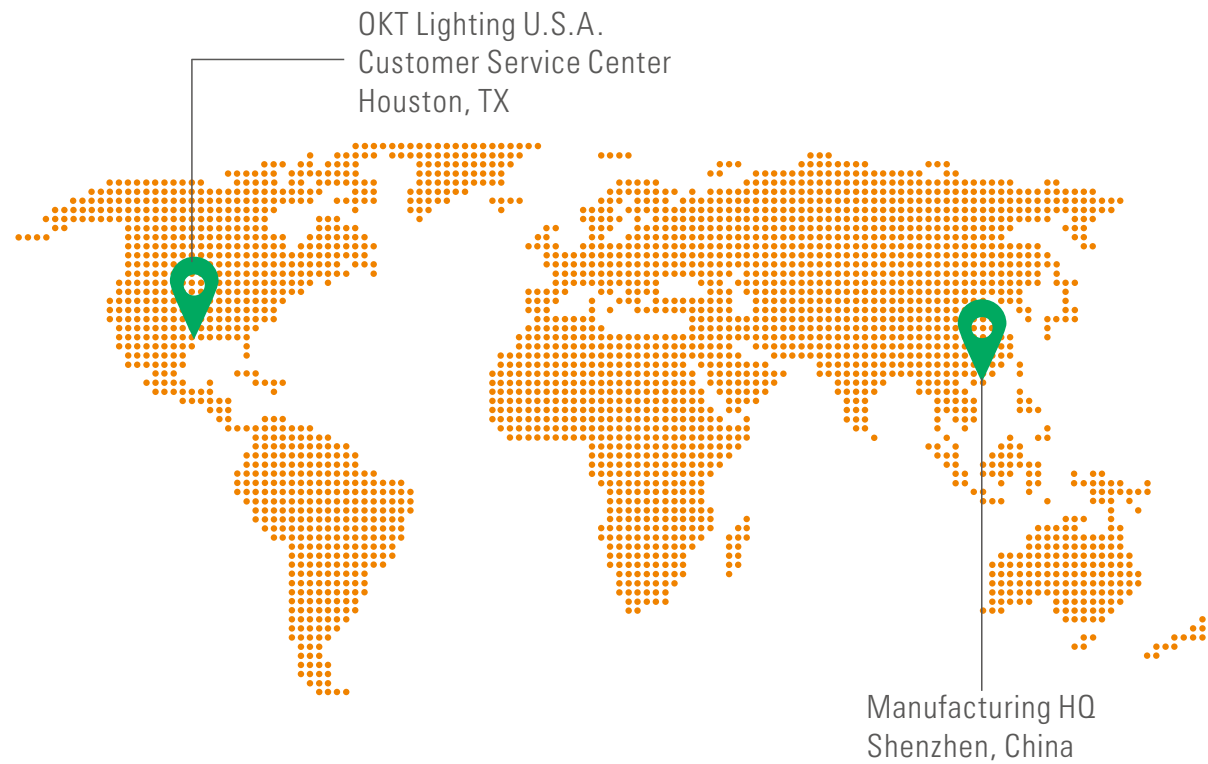 OKT Lighting U.S.A.
Customer Service Center
Houston, TX
Manufacturing HQ
Shenzhen, China